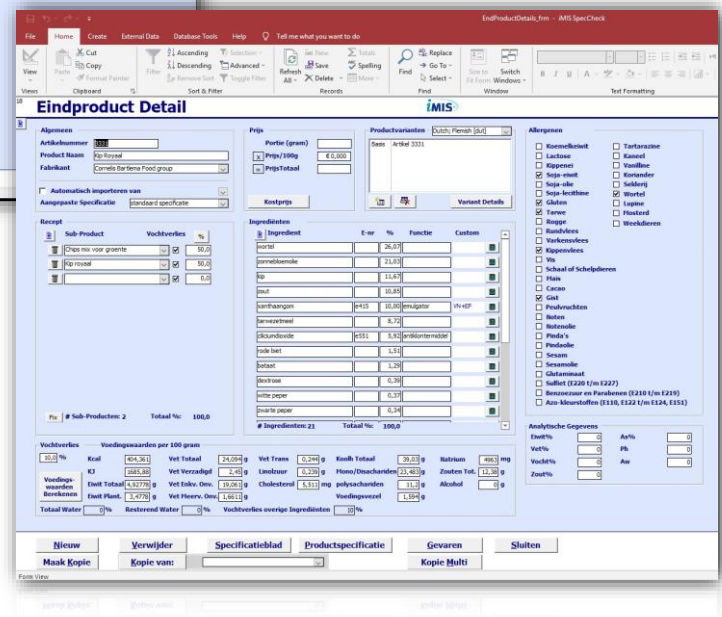 EndProductDetails_frm - iMIS SpecCheck
File Home Create External Data Database Tools Help Tell me what you want to do
View Paste Cut Copy Format Painter
Filter Ascending Descending Remove Sort Selection Advanced Toggle Filter
Refresh All New Save Delete Totals Spelling More
Find Replace Go To Select
Size to Fit Form Switch Windows
Views Clipboard Sort & Filter Records Find Window Text Formatting
Eindproduct Detail
iMIS
Algemeen
Artikelnummer 3331
Product Naam Kip Royaal
Fabrikant Cornelis Bartlema Food group
Automatisch importeren van
Aangepaste Specificatie standaard specificatie
Prijs
Portie (gram)
x Prijs/100g € 0,000
= PrijsTotaal
Kostprijs
Productvarianten Dutch; Flemish [dut]
Basis Artikel 3331
Variant Details
Allergenen
Koemelkeiwit
Lactose
Kippenei
Soja-eiwit
Soja-olie
Soja-lecithine
Gluten
Tarwe
Rogge
Rundvlees
Varkensvlees
Kippenvlees
Vis
Schaal of Schelpdieren
Mais
Cacao
Gist
Peulvruchten
Noten
Notenolie
Pinda's
Pindaolie
Sesam
Sesamolie
Glutaminaat
Sulfiet (E220 t/m E227)
Benzoezuur en Parabenen (E210 t/m E219)
Azo-kleurstoffen (E110, E122 t/m E124, E151)
Tartarazine
Kaneel
Vanilline
Koriander
Selderij
Wortel
Lupine
Mosterd
Weekdieren
Recept
Sub-Product Vochtverlies %
Chips mix voor groente 50,0
Kip royaal 50,0
0,0
Fix # Sub-Producten: 2 Totaal %: 100,0
Ingrediënten
Ingredient E-nr % Functie Custom
wortel 26,07
zonnebloemolie 21,03
kip 11,67
zout 10,85
xanthaangom e415 10,00 emulgator VN+EP
tarwezetmeel 8,72
ciliciumdioxide e551 5,92 antiklontermiddel
rode biet 1,51
bataat 1,29
dextrose 0,39
witte peper 0,37
zwarte peper 0,34
# Ingredienten: 21 Totaal %: 100,0
Analytische Gegevens
Eiwit% 0 As% 0
Vet% 0 Pb 0
Vocht% 0 Aw 0
Zout% 0
Vochtverlies Voedingswaarden per 100 gram
10,0 % Kcal 404,361 Vet Totaal 24,094 g Vet Trans 0,244 g Koolh Totaal 39,03 g Natrium 4963 mg
KJ 1685,88 Vet Verzadigd 2,45 g Linolzuur 0,239 g Mono/Disachariden 23,483 g Zouten Tot. 12,38 g
Voedings-waarden Berekenen Eiwit Totaal 4,92778 g Vet Enkv. Onv. 19,061 g Cholesterol 5,511 mg polysachariden 11,2 g Alcohol 0 g
Eiwit Plant. 3,4778 g Vet Meerv. Onv. 1,6611 g Voedingsvezel 1,594 g
Totaal Water 0 % Resterend Water 0 % Vochtverlies overige Ingrediënten 10 %
Nieuw Verwijder Specificatieblad Productspecificatie Gevaren Sluiten
Maak Kopie Kopie van: Kopie Multi
Form View